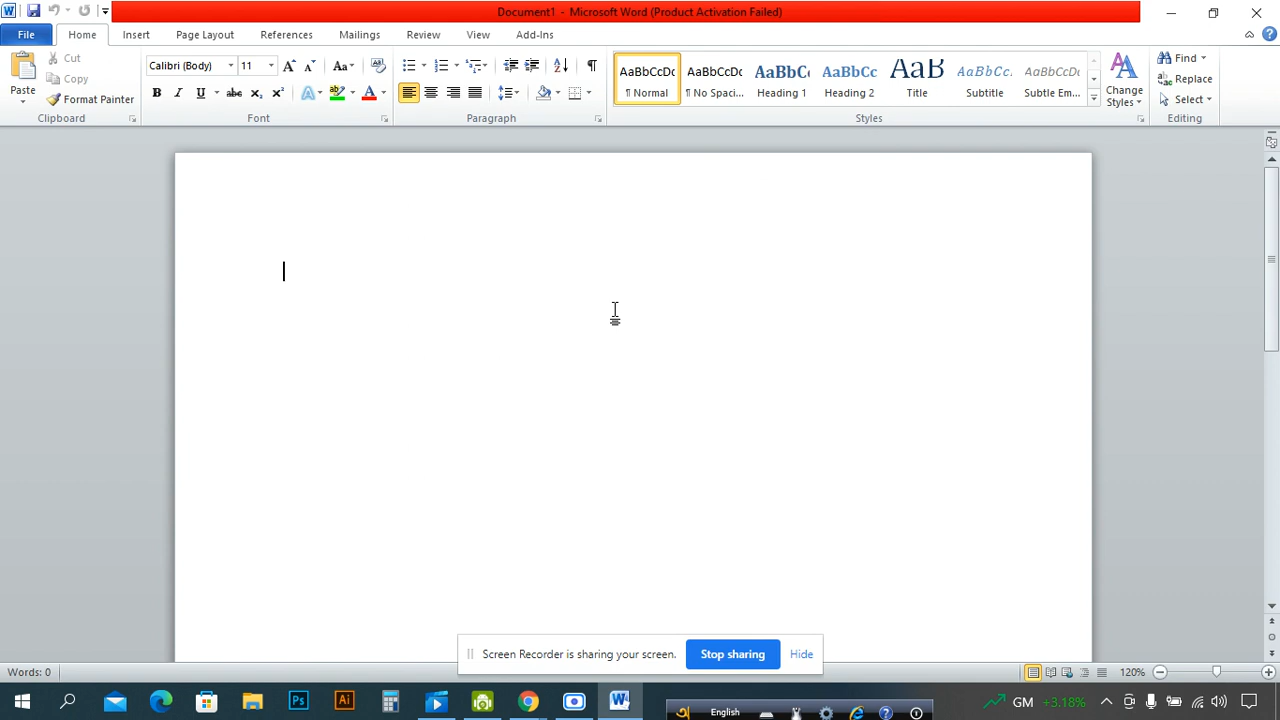 Document1 - Microsoft Word (Product Activation Failed)
File Home Insert Page Layout References Mailings Review View Add-Ins
Paste
Cut
Copy
Format Painter
Clipboard
Calibri (Body) 11
Font
Paragraph
AaBbCcDc AaBbCcDc AaBbC AaBbCc AaB AaBbCc. AaBbCcDc
¶ Normal ¶ No Spaci... Heading 1 Heading 2 Title Subtitle Subtle Em...
Styles
Change Styles
Find
Replace
Select
Editing
Screen Recorder is sharing your screen. Stop sharing Hide
Words: 0
120%
English
GM +3.18%